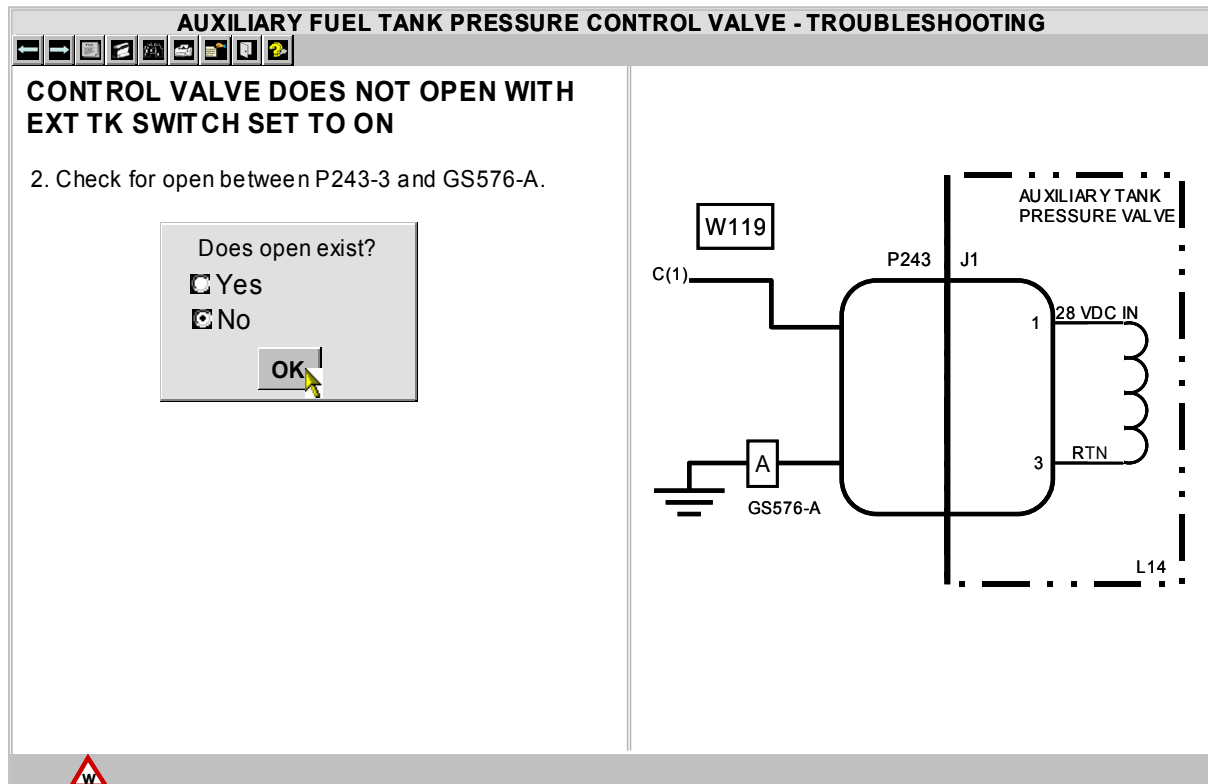 AUXILIARY FUEL TANK PRESSURE CONTROL VALVE - TROUBLESHOOTING
CONTROL VALVE DOES NOT OPEN WITH
EXT TK SWITCH SET TO ON
2. Check for open between P243-3 and GS576-A.
Does open exist?
Yes
No
OK
AUXILIARY TANK
PRESSURE VALVE
W119
P243
J1
C(1)
1
28 VDC IN
A
3
RTN
GS576-A
L14
W